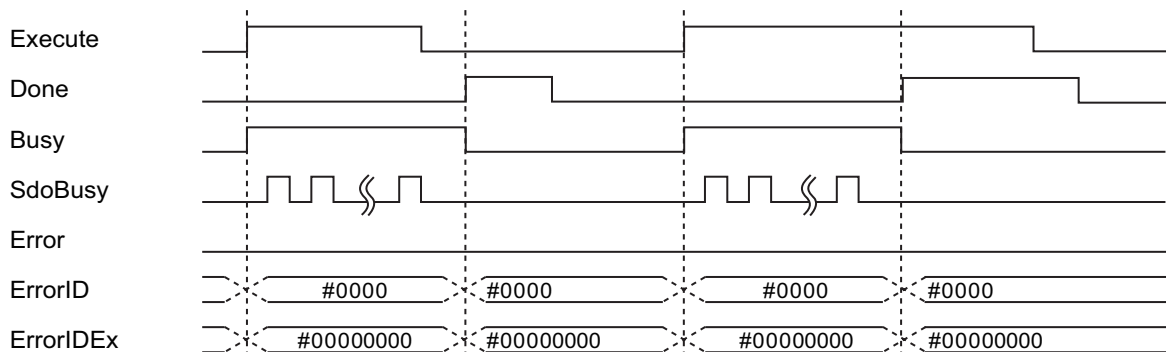 Execute
Done
Busy
SdoBusy
Error
ErrorID #0000 #0000 #0000 #0000
ErrorIDEx #00000000 #00000000 #00000000 #00000000